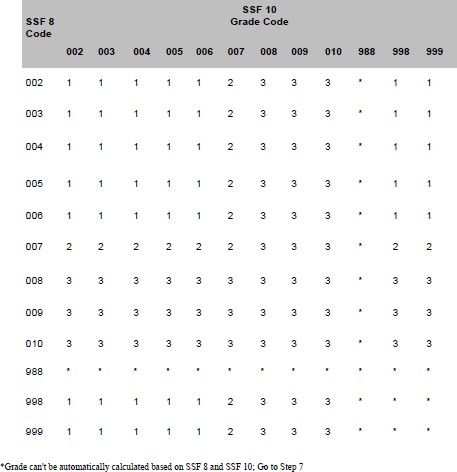 SSF 10
SSF 8 Grade Code
Code
002 003 004 005 006 007 008 009 010 988 998 999
002 1 1 1 1 1 2 3 3 3 * 1 1
003 1 1 1 1 1 2 3 3 3 * 1 1
004 1 1 1 1 1 2 3 3 3 * 1 1
005 1 1 1 1 1 2 3 3 3 * 1 1
006 1 1 1 1 1 2 3 3 3 * 1 1
007 2 2 2 2 2 2 3 3 3 * 2 2
008 3 3 3 3 3 3 3 3 3 * 3 3
009 3 3 3 3 3 3 3 3 3 * 3 3
010 3 3 3 3 3 3 3 3 3 * 3 3
988 * * * * * * * * * * * *
998 1 1 1 1 1 2 3 3 3 * * *
999 1 1 1 1 1 2 3 3 3 * * *
*Grade can't be automatically calculated based on SSF 8 and SSF 10; Go to Step 7